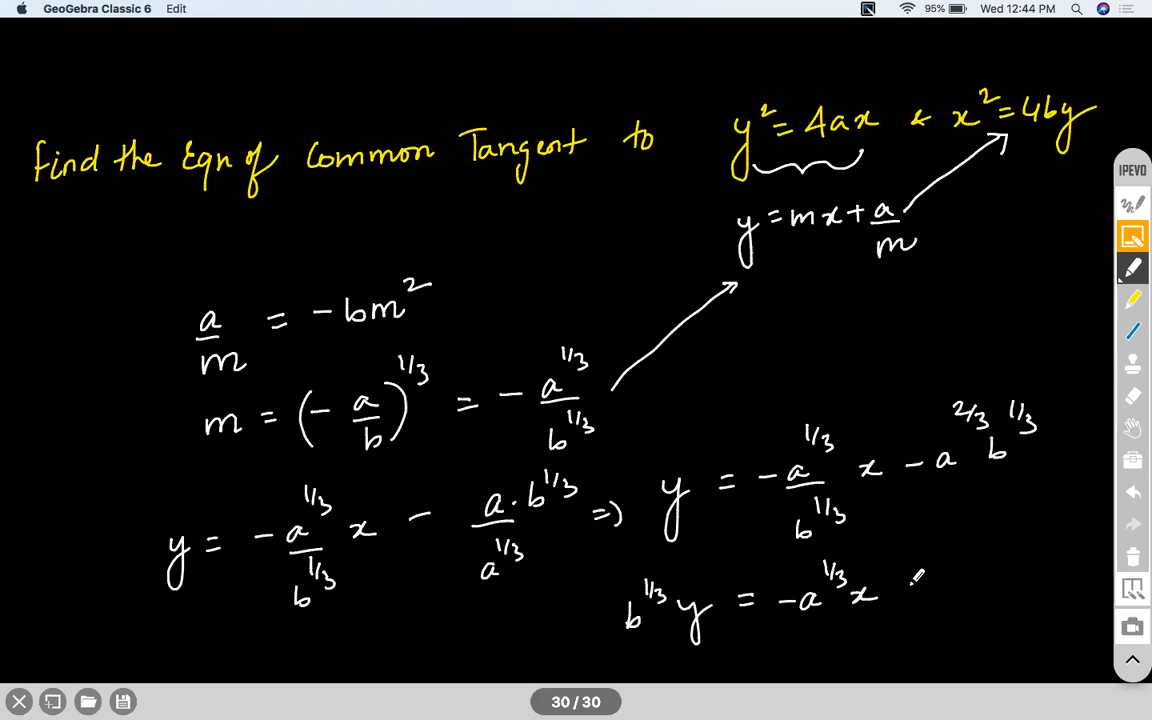 GeoGebra Classic 6 Edit 95% Wed 12:44 PM
Find the Eqn of Common Tangent to y² = 4ax & x² = 4by
IPEVO
y = mx + a/m
a/m = -bm²
m = (-a/b)^1/3 = -a^1/3/b^1/3
y = -a^1/3/b^1/3 x - a·b^1/3/a^1/3 => y = -a^1/3/b^1/3 x - a^2/3 b^1/3
b^1/3 y = -a^1/3 x
30 / 30